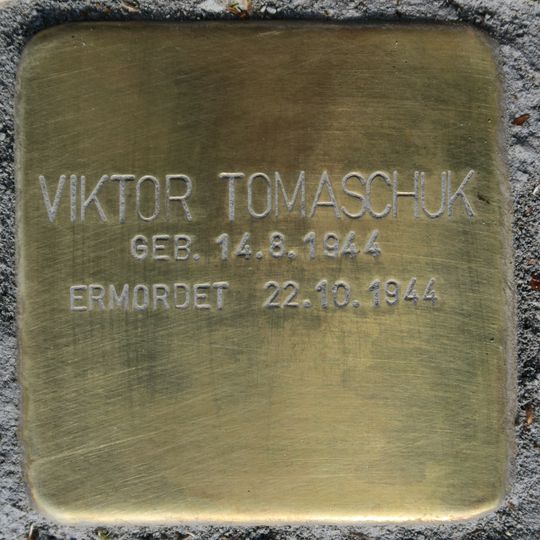 VIKTOR TOMASCHUK
GEB. 14.8.1944
ERMORDET 22.10.1944